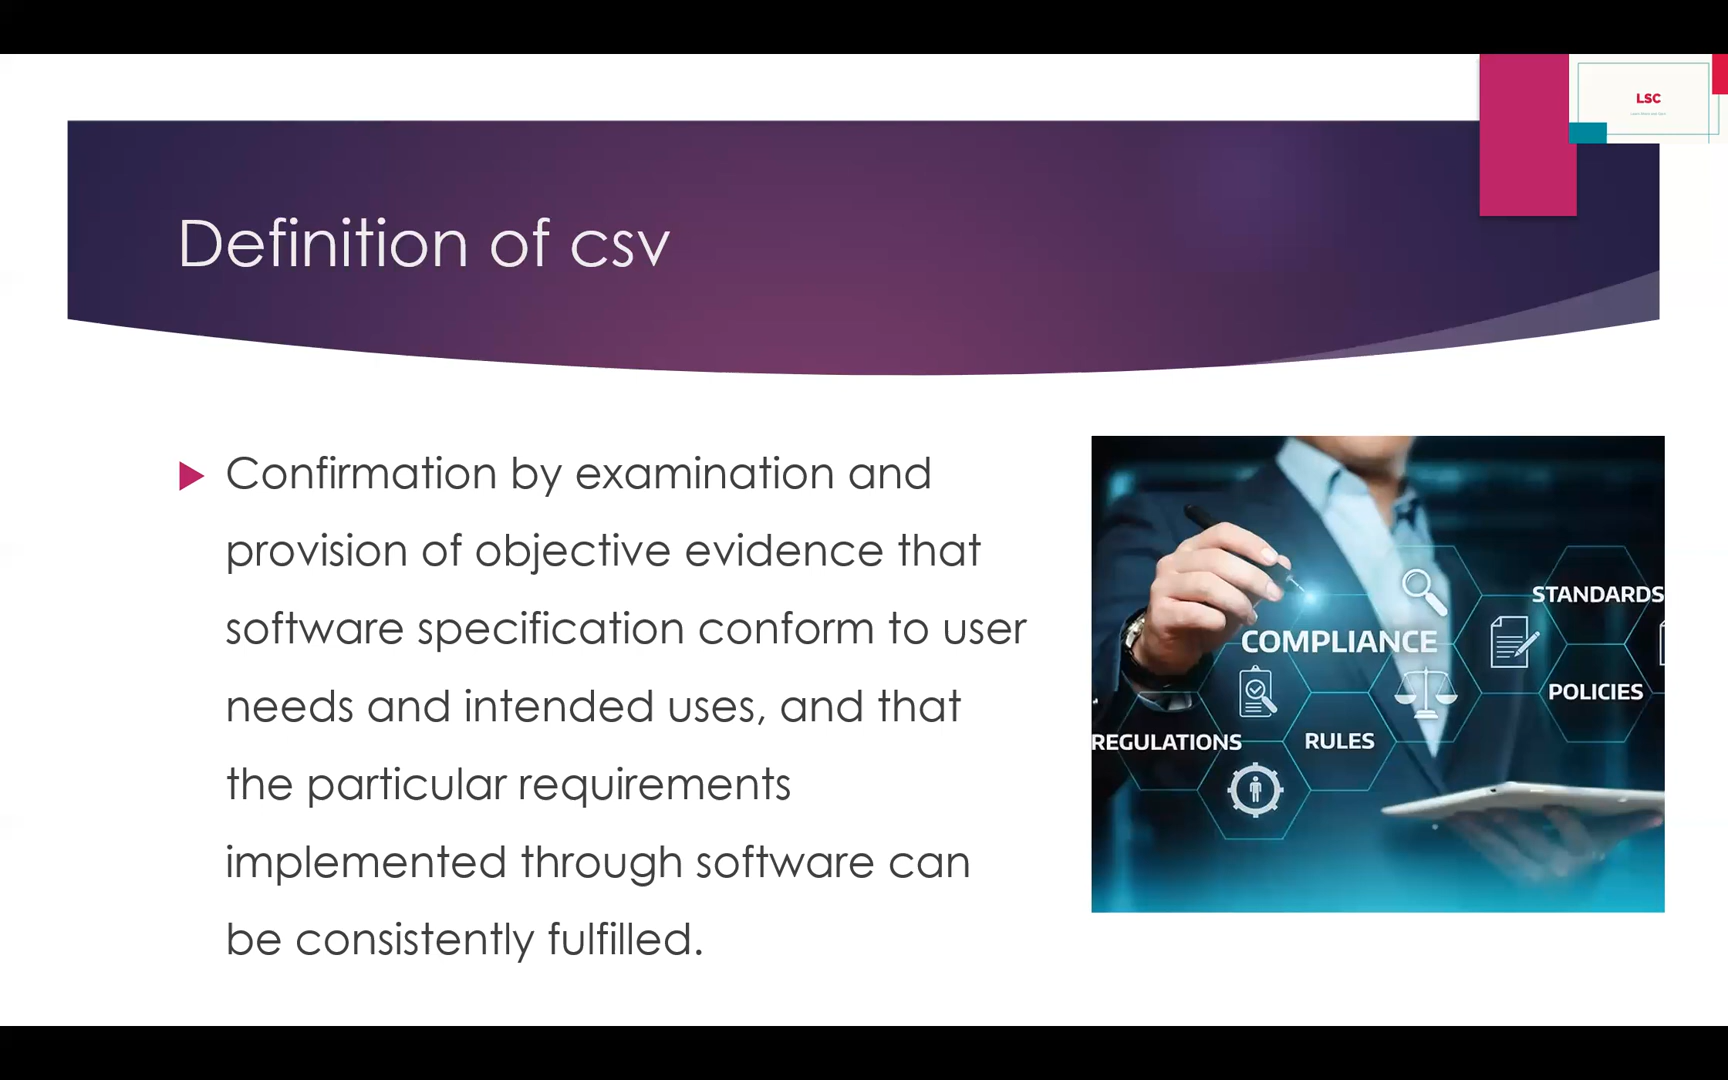 LSC
Definition of csv
Confirmation by examination and
provision of objective evidence that
software specification conform to user
needs and intended uses, and that
the particular requirements
implemented through software can
be consistently fulfilled.
STANDARDS
COMPLIANCE
POLICIES
REGULATIONS
RULES